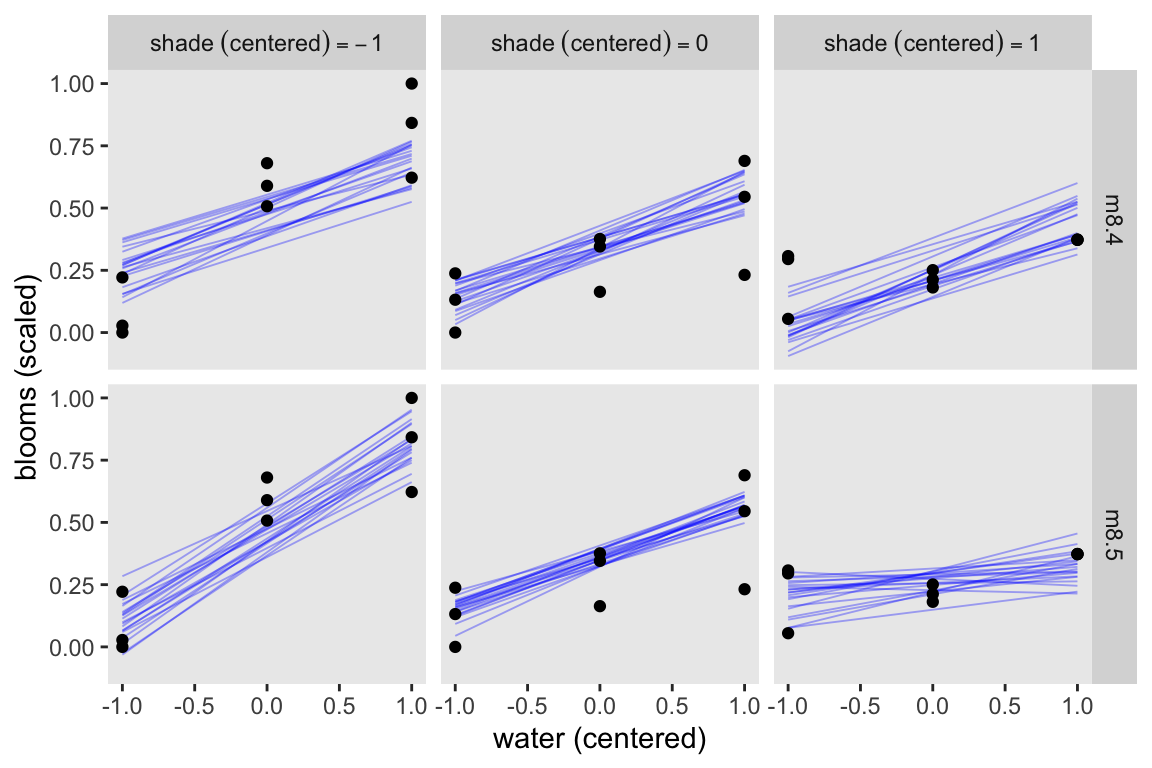 shade (centered) = − 1
shade (centered) = 0
shade (centered) = 1
blooms (scaled)
1.00
0.75
0.50
0.25
0.00
m8.4
1.00
0.75
0.50
0.25
0.00
m8.5
-1.0 -0.5 0.0 0.5 1.0
-1.0 -0.5 0.0 0.5 1.0
-1.0 -0.5 0.0 0.5 1.0
water (centered)